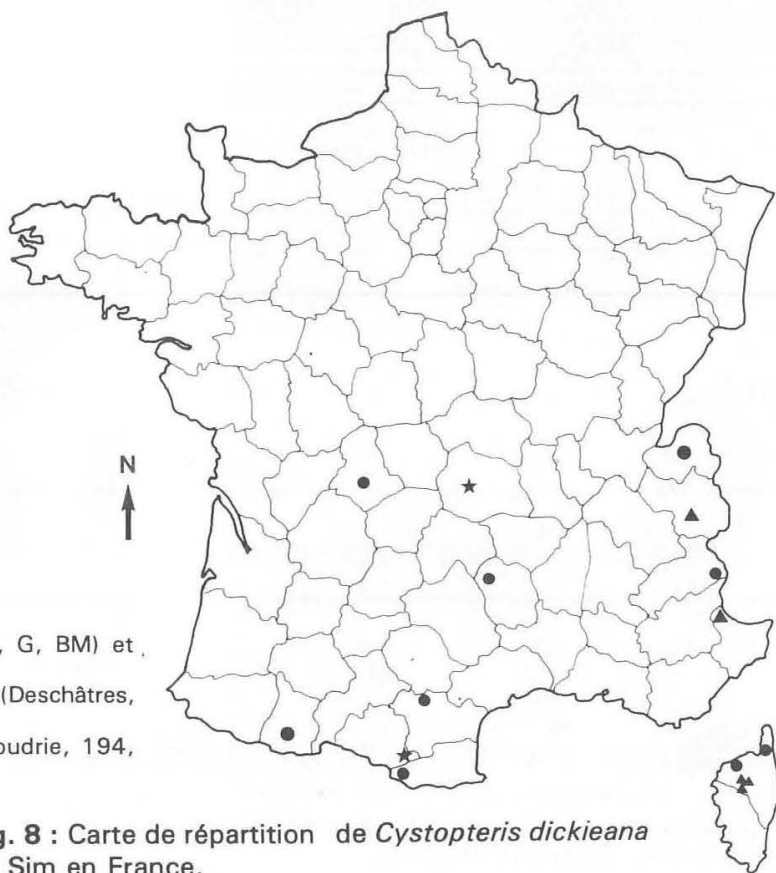 N
, G, BM) et
(Deschâtres,
oudrie, 194,
g. 8 : Carte de répartition de Cystopteris dickieana
Sim en France.